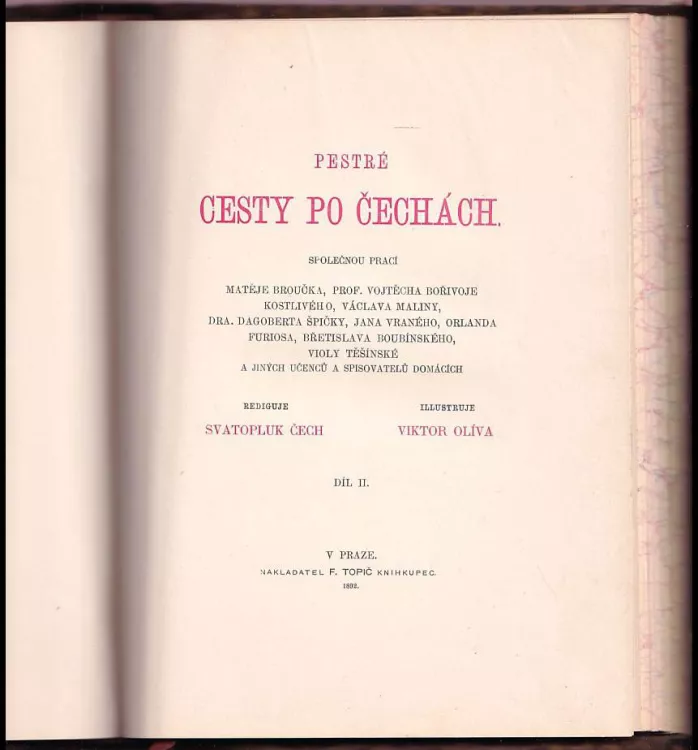 PESTRÉ
CESTY PO ČECHÁCH.
SPOLEČNOU PRACÍ
MATĚJE BROUČKA, PROF. VOJTĚCHA BOŘIVOJE
KOSTLIVÉHO, VÁCLAVA MALINY,
DRA. DAGOBERTA ŠPIČKY, JANA VRANÉHO, ORLANDA
FURIOSA, BŘETISLAVA BOUBÍNSKÉHO,
VIOLY TĚŠÍNSKÉ
A JINÝCH UČENCŮ A SPISOVATELŮ DOMÁCÍCH
REDIGUJE
SVATOPLUK ČECH
ILLUSTRUJE
VIKTOR OLÍVA
DÍL II.
V PRAZE.
NAKLADATEL F. TOPIČ KNIHKUPEC.
1892.